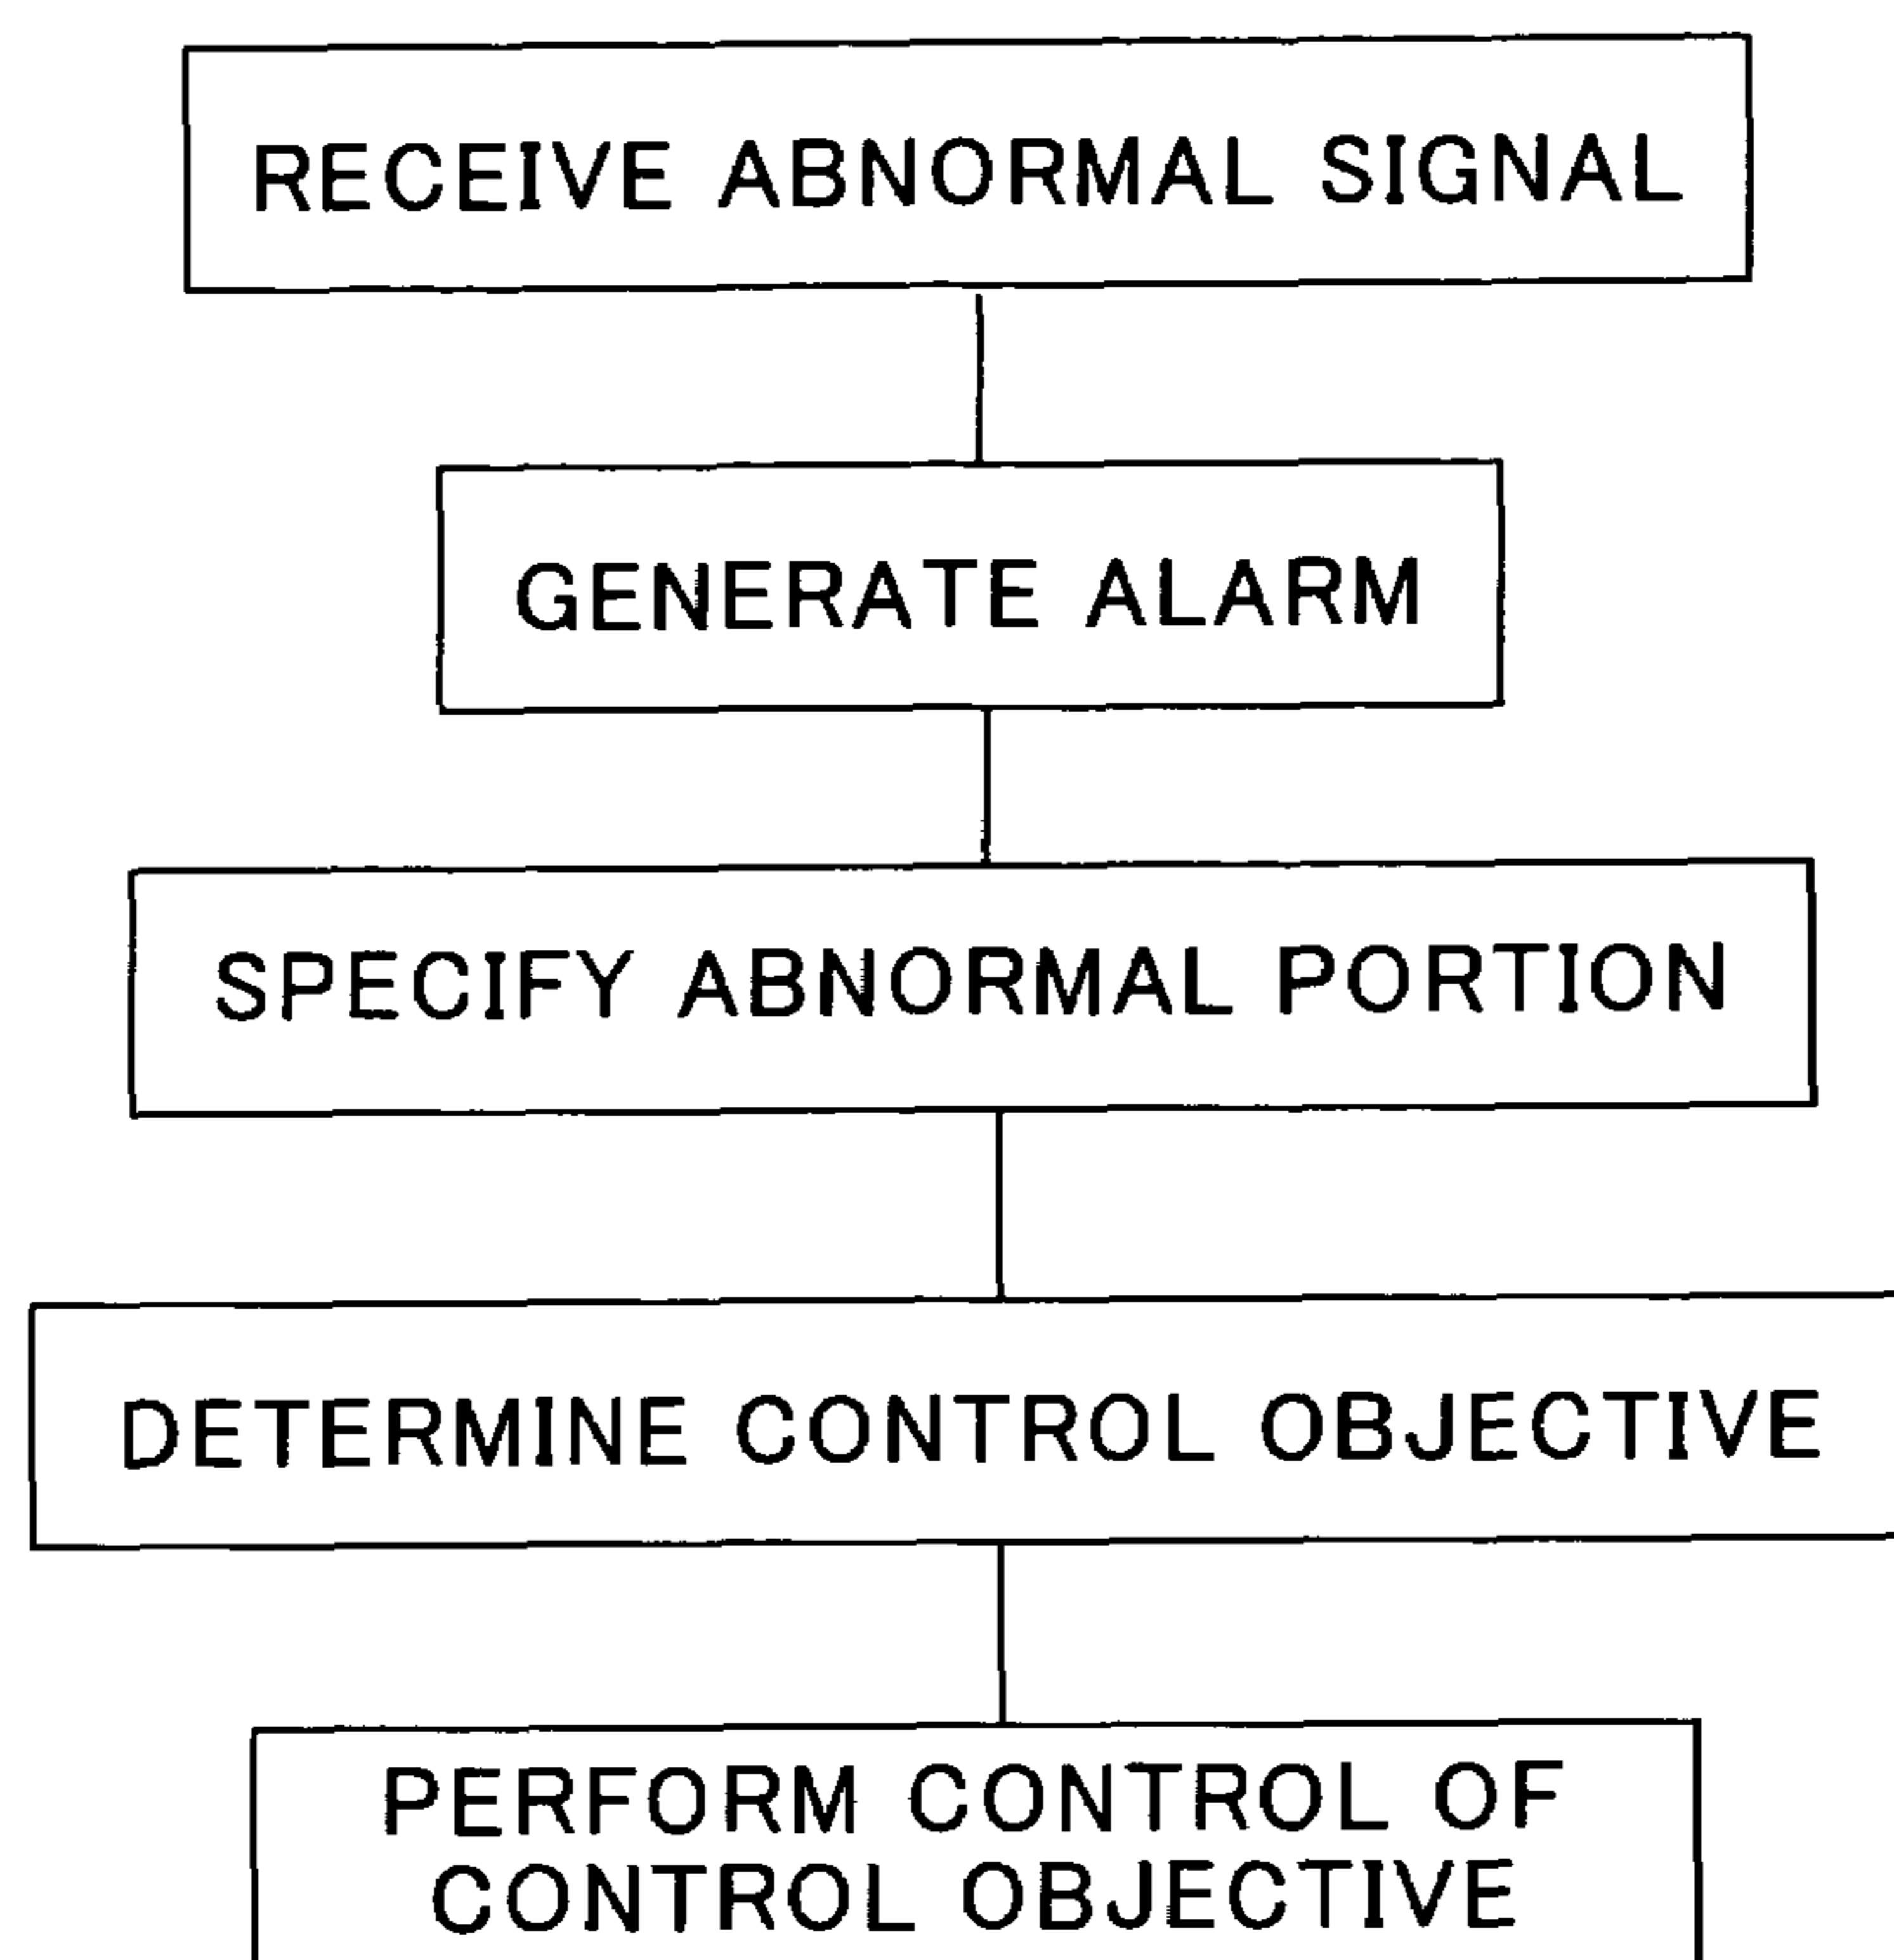 RECEIVE ABNORMAL SIGNAL
GENERATE ALARM
SPECIFY ABNORMAL PORTION
DETERMINE CONTROL OBJECTIVE
PERFORM CONTROL OF
CONTROL OBJECTIVE